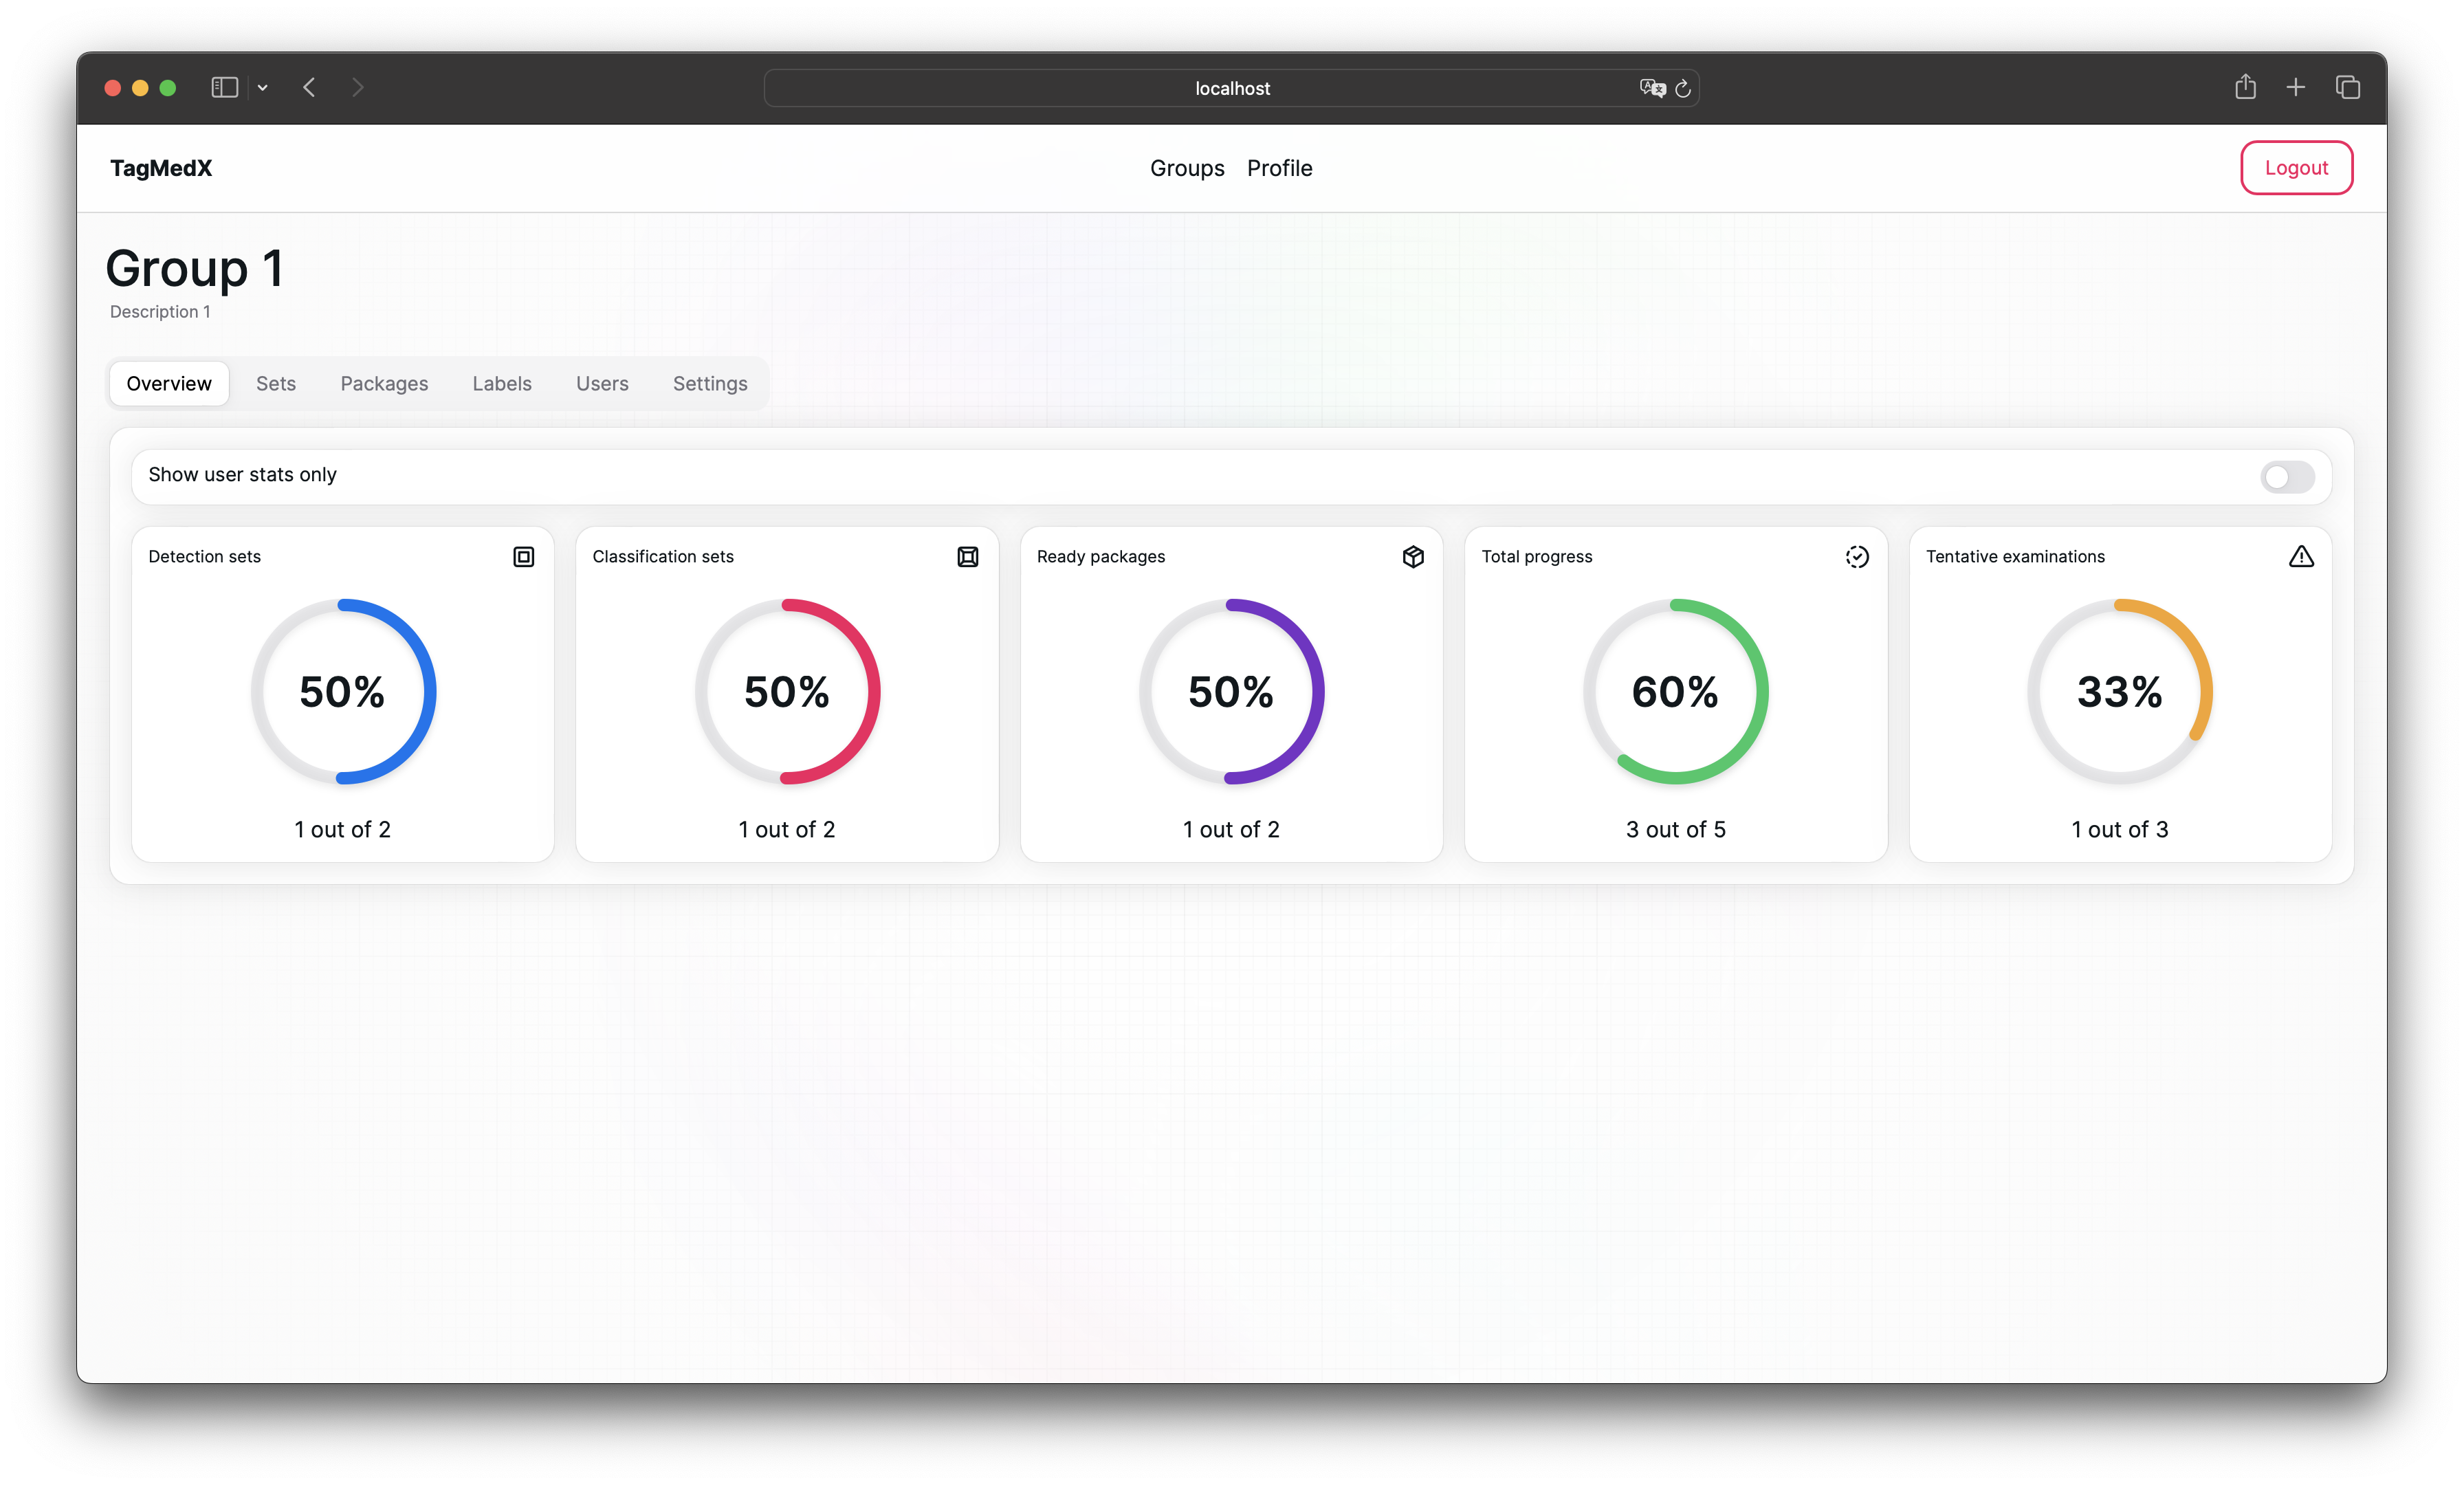 localhost
TagMedX
Groups Profile
Logout
Group 1
Description 1
Overview Sets Packages Labels Users Settings
Show user stats only
Detection sets
50%
1 out of 2
Classification sets
50%
1 out of 2
Ready packages
50%
1 out of 2
Total progress
60%
3 out of 5
Tentative examinations
33%
1 out of 3